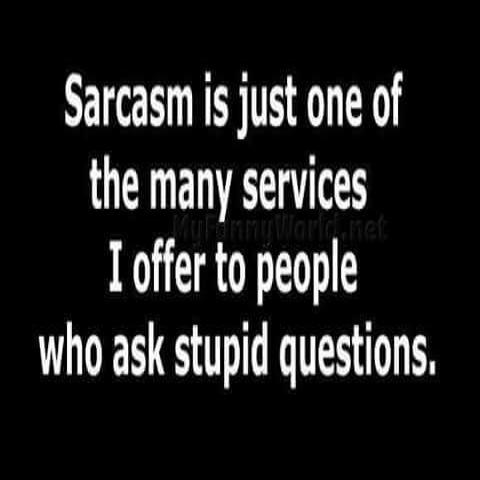 Sarcasm is just one of
the many services
MyFunnyWorld.net
I offer to people
who ask stupid questions.